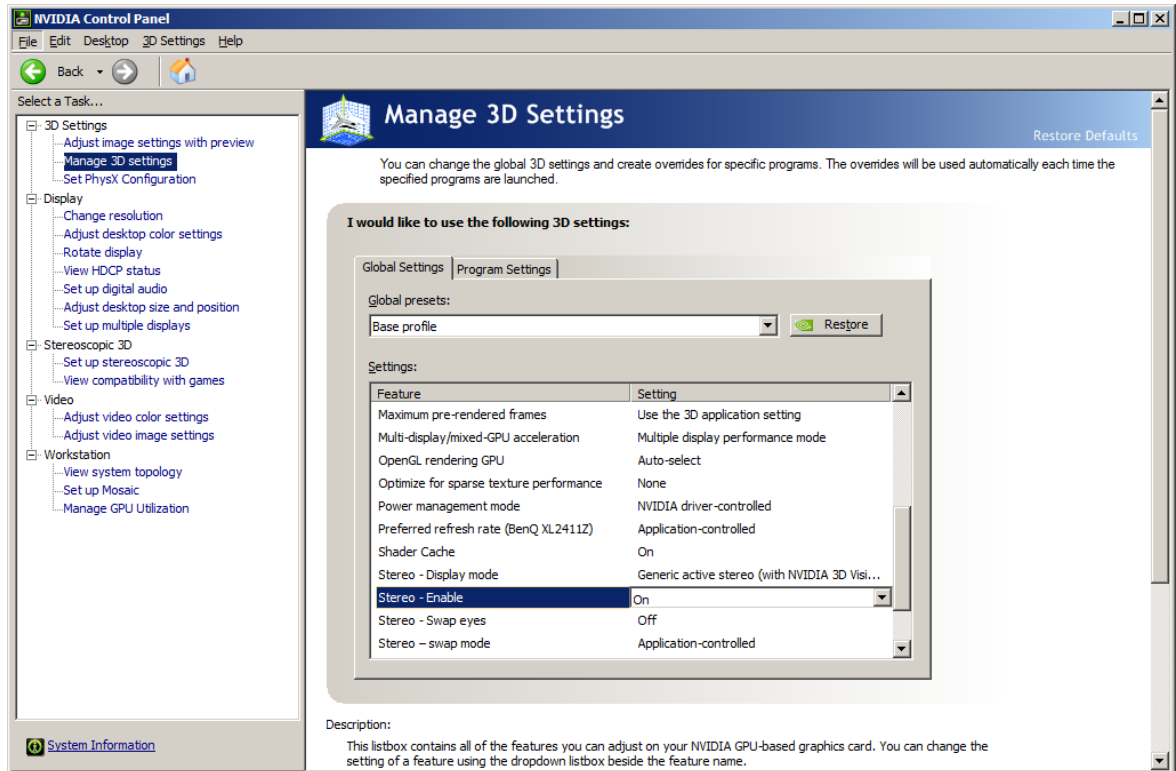 NVIDIA Control Panel
File Edit Desktop 3D Settings Help
Back
Select a Task...
3D Settings
Adjust image settings with preview
Manage 3D settings
Set PhysX Configuration
Display
Change resolution
Adjust desktop color settings
Rotate display
View HDCP status
Set up digital audio
Adjust desktop size and position
Set up multiple displays
Stereoscopic 3D
Set up stereoscopic 3D
View compatibility with games
Video
Adjust video color settings
Adjust video image settings
Workstation
View system topology
Set up Mosaic
Manage GPU Utilization
System Information
Manage 3D Settings
Restore Defaults
You can change the global 3D settings and create overrides for specific programs. The overrides will be used automatically each time the
specified programs are launched.
I would like to use the following 3D settings:
Global Settings Program Settings
Global presets:
Base profile Restore
Settings:
Feature Setting
Maximum pre-rendered frames Use the 3D application setting
Multi-display/mixed-GPU acceleration Multiple display performance mode
OpenGL rendering GPU Auto-select
Optimize for sparse texture performance None
Power management mode NVIDIA driver-controlled
Preferred refresh rate (BenQ XL2411Z) Application-controlled
Shader Cache On
Stereo - Display mode Generic active stereo (with NVIDIA 3D Visi...
Stereo - Enable On
Stereo - Swap eyes Off
Stereo – swap mode Application-controlled
Description:
This listbox contains all of the features you can adjust on your NVIDIA GPU-based graphics card. You can change the
setting of a feature using the dropdown listbox beside the feature name.